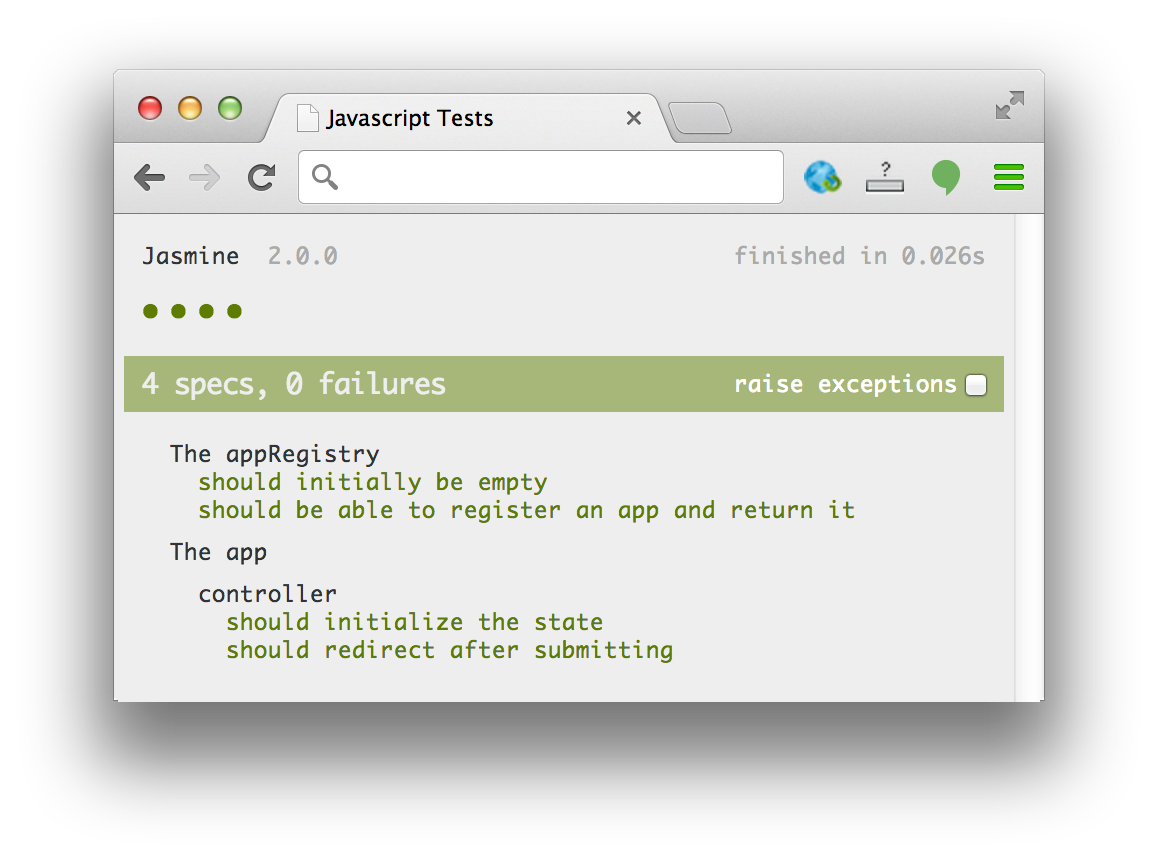 Javascript Tests
?
Jasmine 2.0.0 finished in 0.026s
4 specs, 0 failures raise exceptions
The appRegistry
should initially be empty
should be able to register an app and return it
The app
controller
should initialize the state
should redirect after submitting